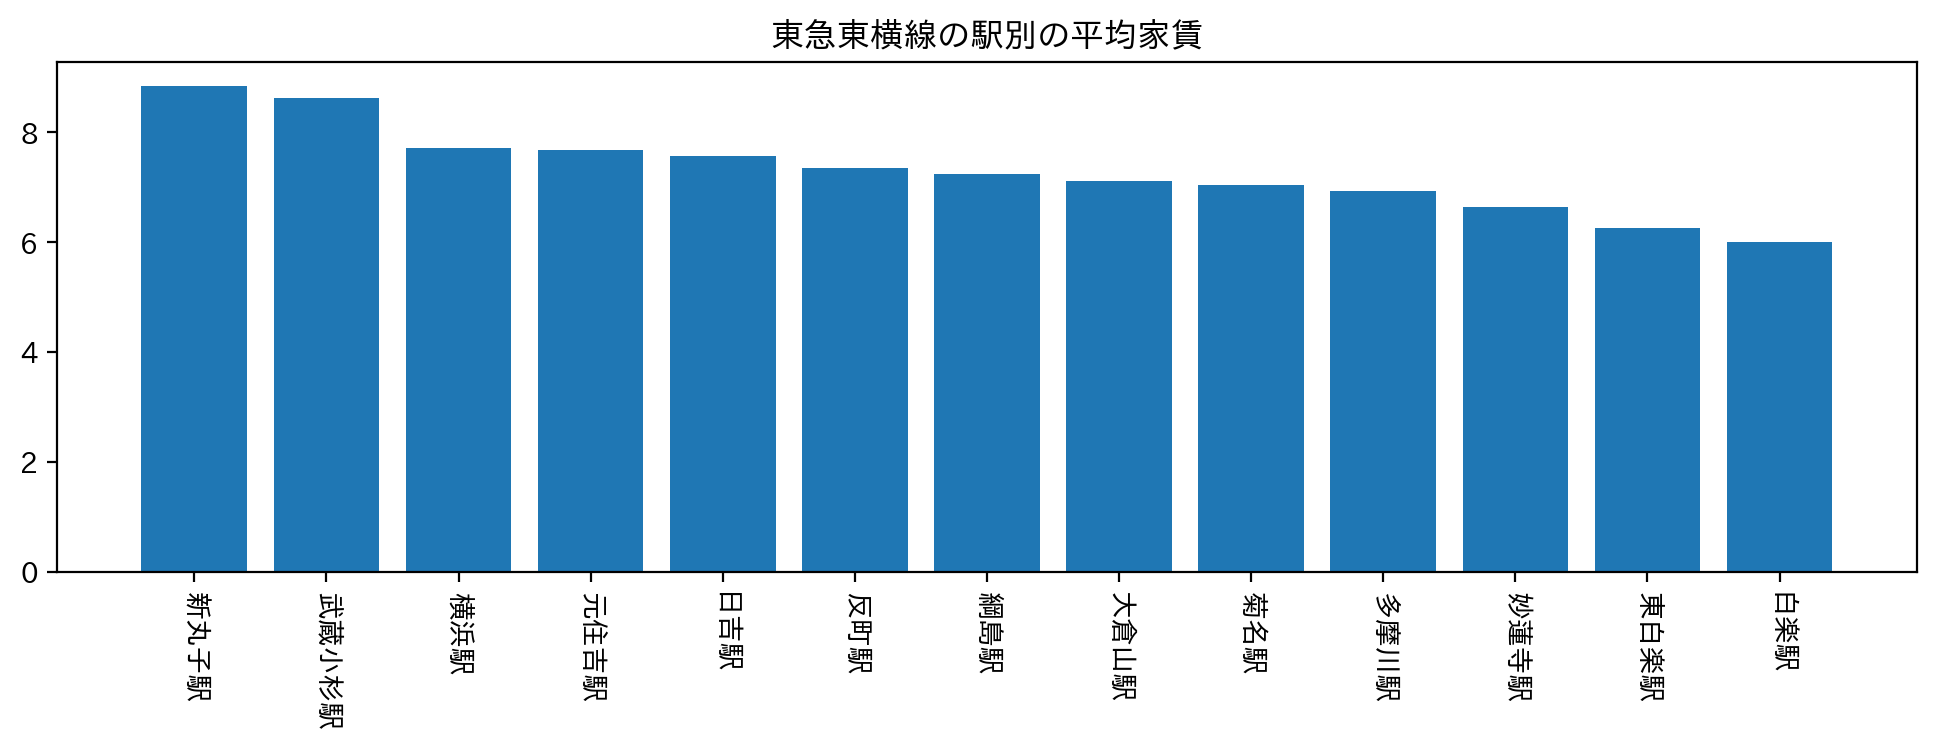 東急東横線の駅別の平均家賃
8
6
4
2
0
新丸子駅
武蔵小杉駅
横浜駅
元住吉駅
日吉駅
反町駅
綱島駅
大倉山駅
菊名駅
多摩川駅
妙蓮寺駅
東白楽駅
白楽駅